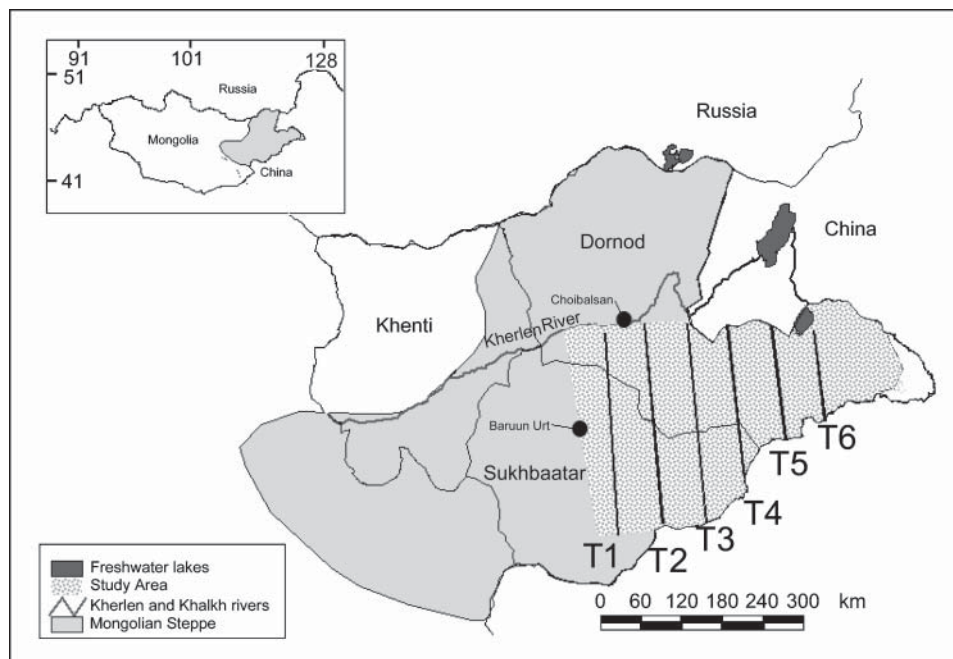 91 101 128
51
Russia
Mongolia
China
41
Russia
China
Dornod
Choibalsan
Khenti
Kherlen River
Baruun Urt
Sukhbaatar
T1
T2
T3
T4
T5
T6
Freshwater lakes
Study Area
Kherlen and Khalkh rivers
Mongolian Steppe
0 60 120 180 240 300 km